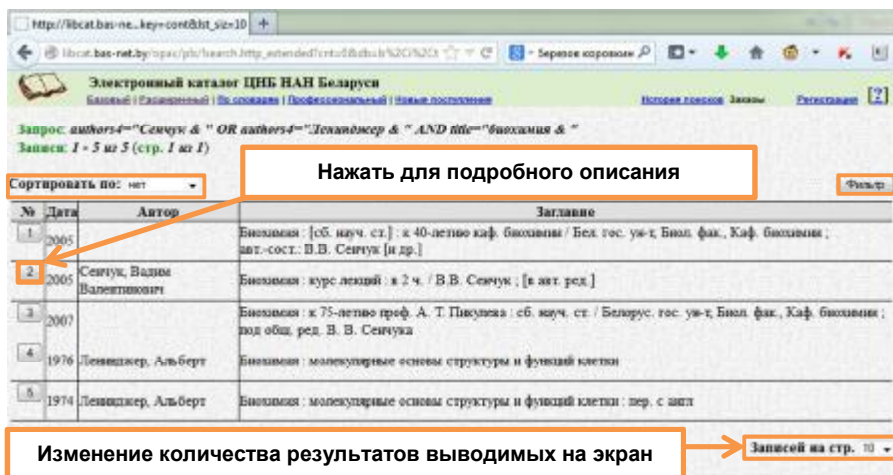 http://libcat.bas-ne...key=cont&lst_siz=10
Электронный каталог ЦНБ НАН Беларуси
Базовый | Расширенный | По словарям | Профессиональный | Новые поступления
История поисков Заказы Регистрация [?]
Запрос: authors4="Сенчук & " OR authors4="Ленинджер & " AND title="биохимия & "
Записи: 1 - 5 из 5 (стр. 1 из 1)
Нажать для подробного описания
Сортировать по: нет
Фильтр
№ Дата Автор Заглавие
1 2005 Биохимия : [сб. науч. ст.] : к 40-летию каф. биохимии / Бел. гос. ун-т, Биол. фак., Каф. биохимии ;
авт.-сост.: В.В. Сенчук [и др.]
2 2005 Сенчук, Вадим
Валентинович
Биохимия : курс лекций : в 2 ч. / В.В. Сенчук ; [в авт. ред.]
3 2007 Биохимия : к 75-летию проф. А. Т. Пикулева : сб. науч. ст. / Белорус. гос. ун-т, Биол. фак., Каф. биохимии ;
под общ. ред. В. В. Сенчука
4 1976 Ленинджер, Альберт Биохимия : молекулярные основы структуры и функций клетки
5 1974 Ленинджер, Альберт Биохимия : молекулярные основы структуры и функций клетки : пер. с англ
Изменение количества результатов выводимых на экран
Записей на стр. 10